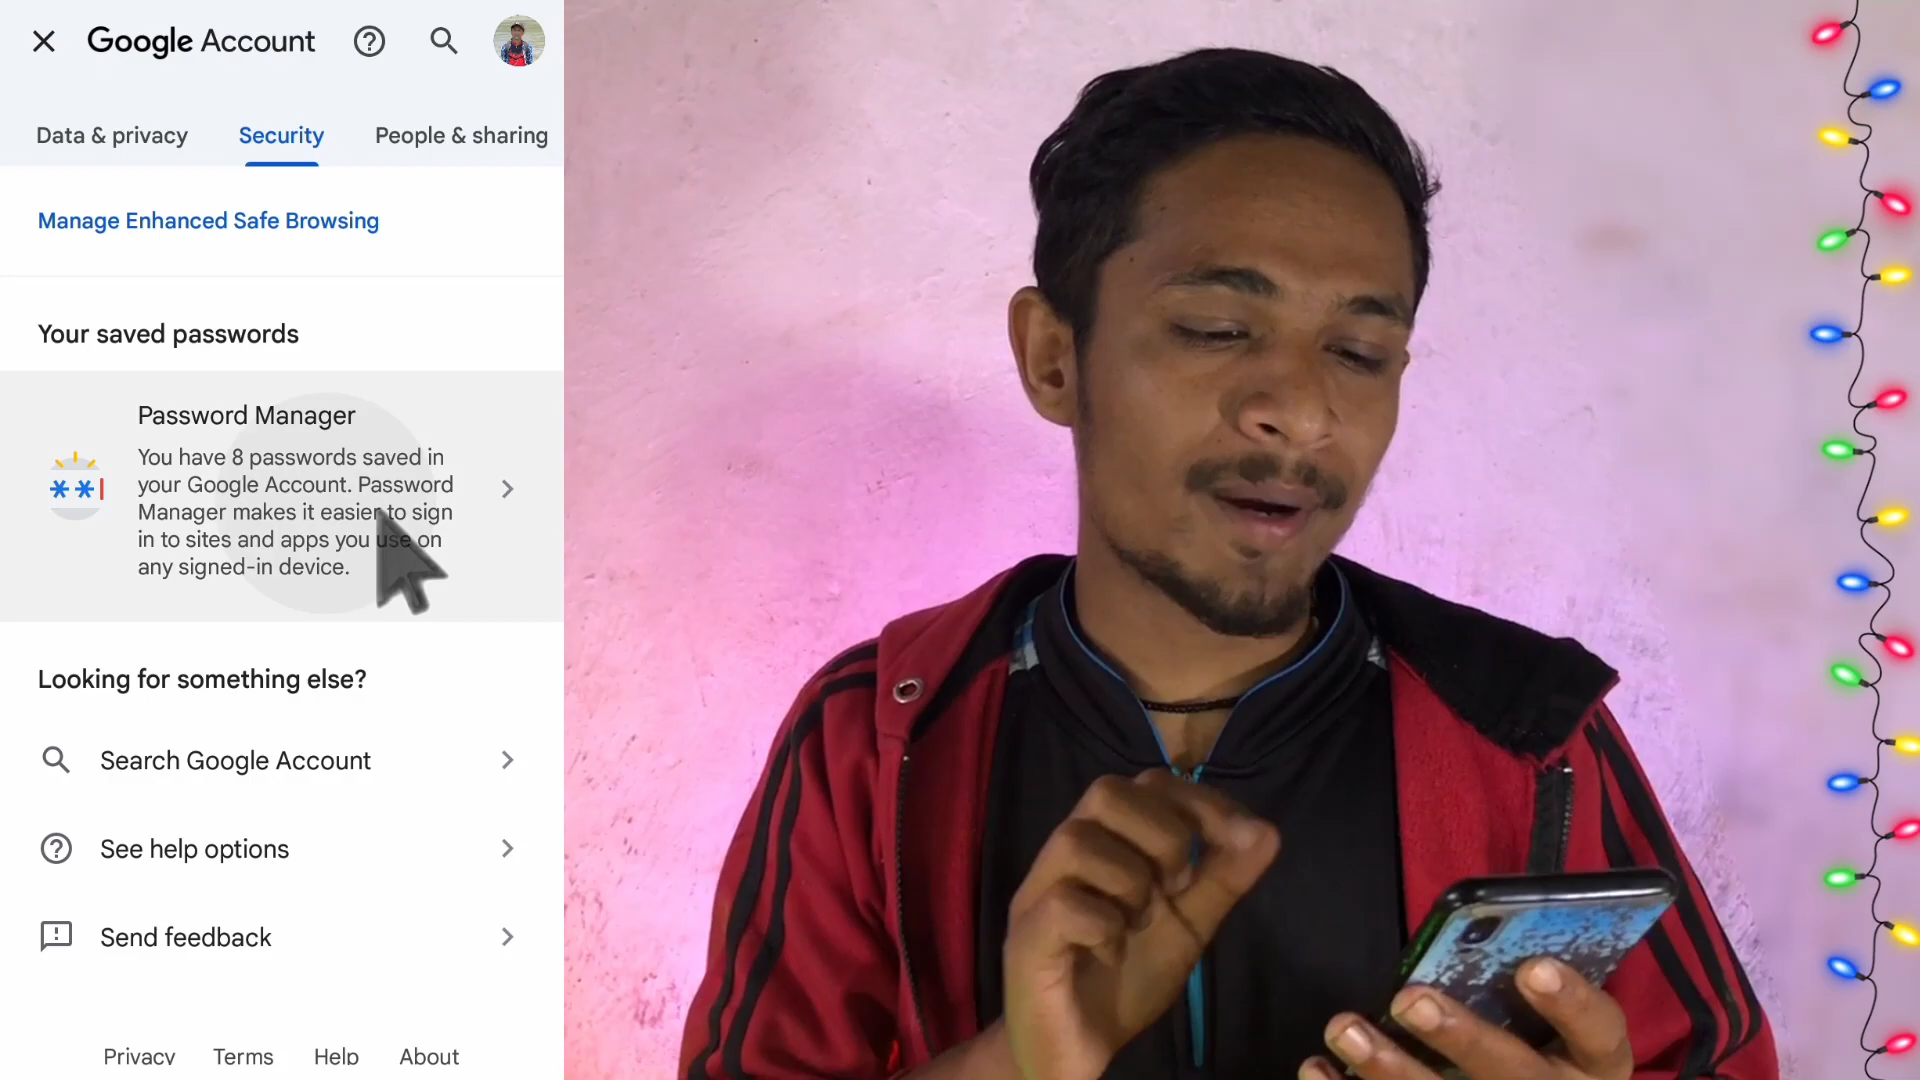 Google Account
Data & privacy
Security
People & sharing
Manage Enhanced Safe Browsing
Your saved passwords
Password Manager
You have 8 passwords saved in
your Google Account. Password
Manager makes it easier to sign
in to sites and apps you use on
any signed-in device.
Looking for something else?
Search Google Account
See help options
Send feedback
Privacy
Terms
Help
About